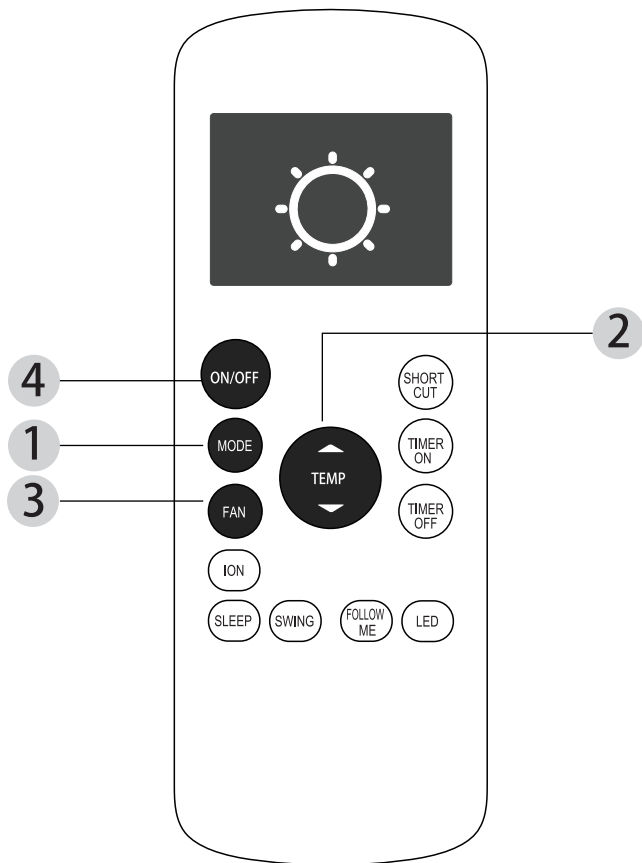 2
4
ON/OFF
SHORT
CUT
1
MODE
TEMP
TIMER
ON
3
FAN
TIMER
OFF
ION
SLEEP
SWING
FOLLOW
ME
LED